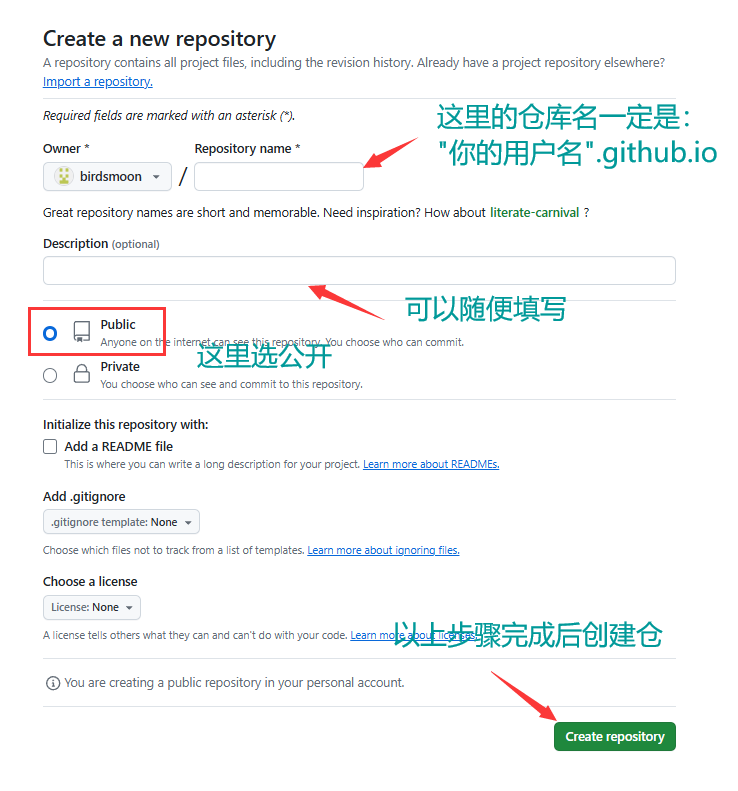 Create a new repository
A repository contains all project files, including the revision history. Already have a project repository elsewhere?
Import a repository.
Required fields are marked with an asterisk (*).
这里的仓库名一定是：
"你的用户名".github.io
Owner *
Repository name *
birdsmoon
/
Great repository names are short and memorable. Need inspiration? How about literate-carnival ?
Description (optional)
可以随便填写
Public
Anyone on the internet can see this repository. You choose who can commit.
这里选公开
Private
You choose who can see and commit to this repository.
Initialize this repository with:
Add a README file
This is where you can write a long description for your project. Learn more about READMEs.
Add .gitignore
.gitignore template: None
Choose which files not to track from a list of templates. Learn more about ignoring files.
Choose a license
License: None
A license tells others what they can and can't do with your code. Learn more about licenses.
以上步骤完成后创建仓
You are creating a public repository in your personal account.
Create repository